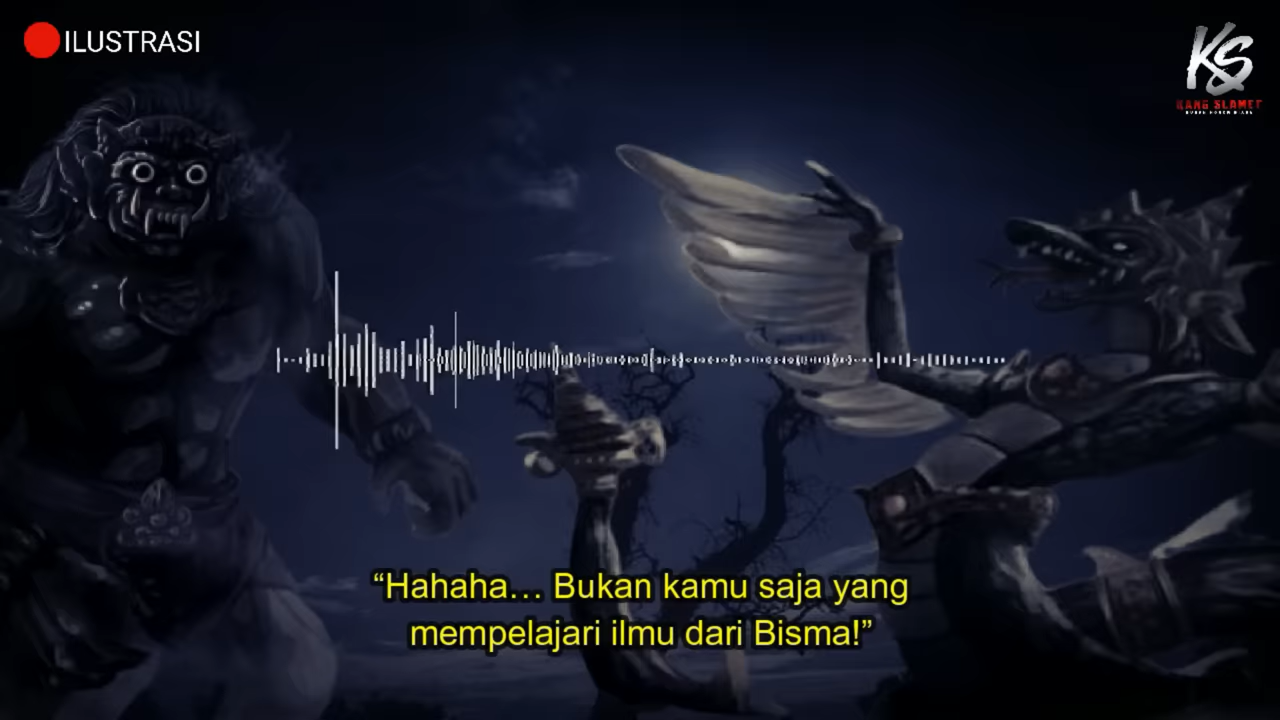 ILUSTRASI
KS
KANG SLAMET
“Hahaha… Bukan kamu saja yang
mempelajari ilmu dari Bisma!”